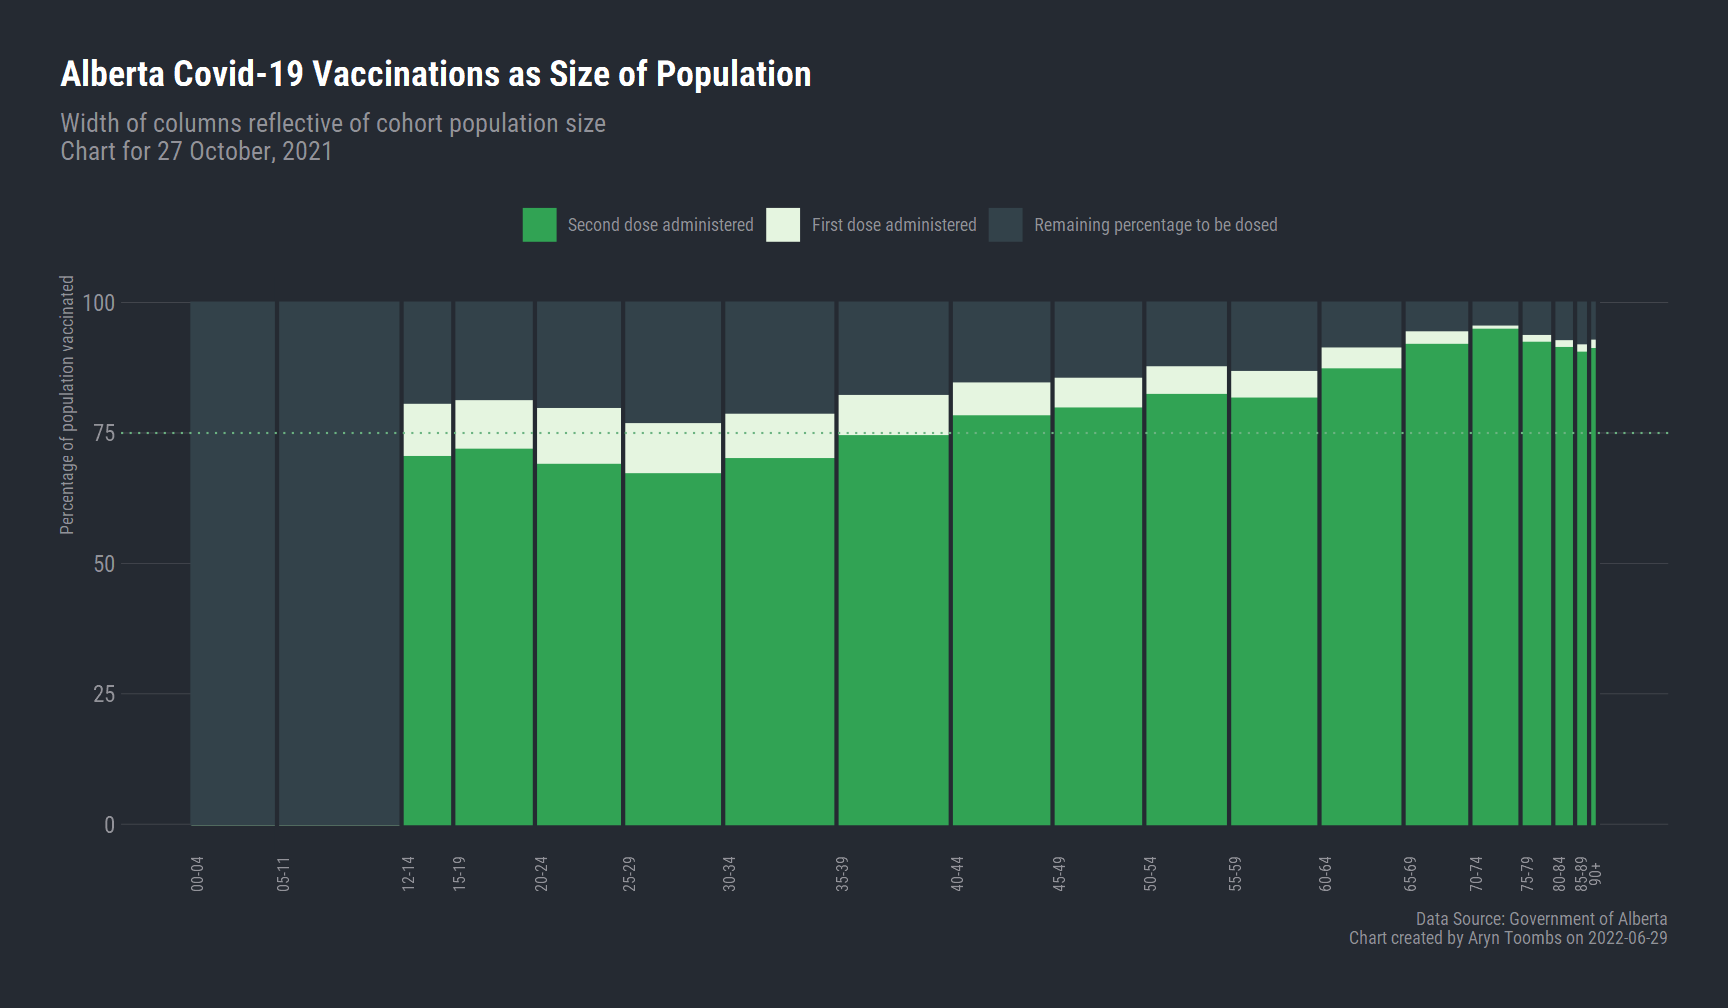 Alberta Covid-19 Vaccinations as Size of Population
Width of columns reflective of cohort population size
Chart for 27 October, 2021
Second dose administered
First dose administered
Remaining percentage to be dosed
Percentage of population vaccinated
100
75
50
25
0
00-04
05-11
12-14
15-19
20-24
25-29
30-34
35-39
40-44
45-49
50-54
55-59
60-64
65-69
70-74
75-79
80-84
85-89
90+
Data Source: Government of Alberta
Chart created by Aryn Toombs on 2022-06-29